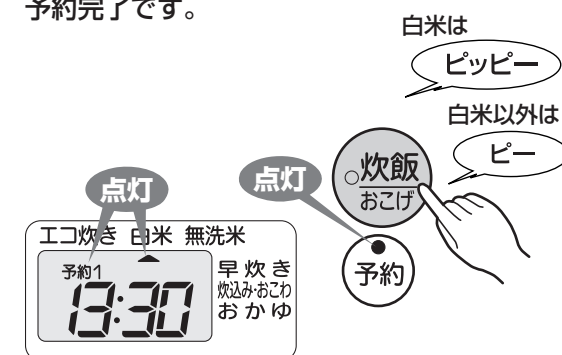 予約完了です。
白米は
ピッピー
白米以外は
ピー
点灯
点灯
炊飯
おこげ
予約
エコ炊き 白米 無洗米
予約1
13:30
早炊き
炊込み・おこわ
おかゆ